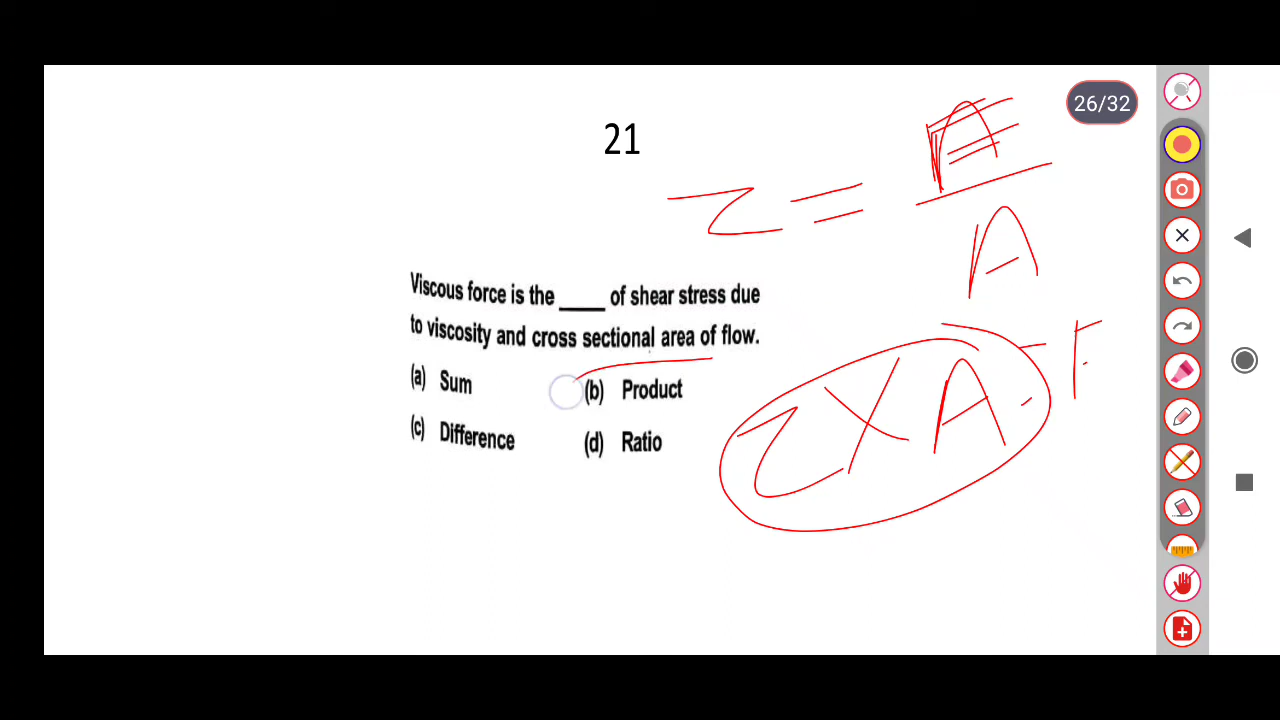 26/32
21
Z =
A
Viscous force is the ____ of shear stress due
to viscosity and cross sectional area of flow.
(a) Sum (b) Product
(c) Difference (d) Ratio
Z X A = F